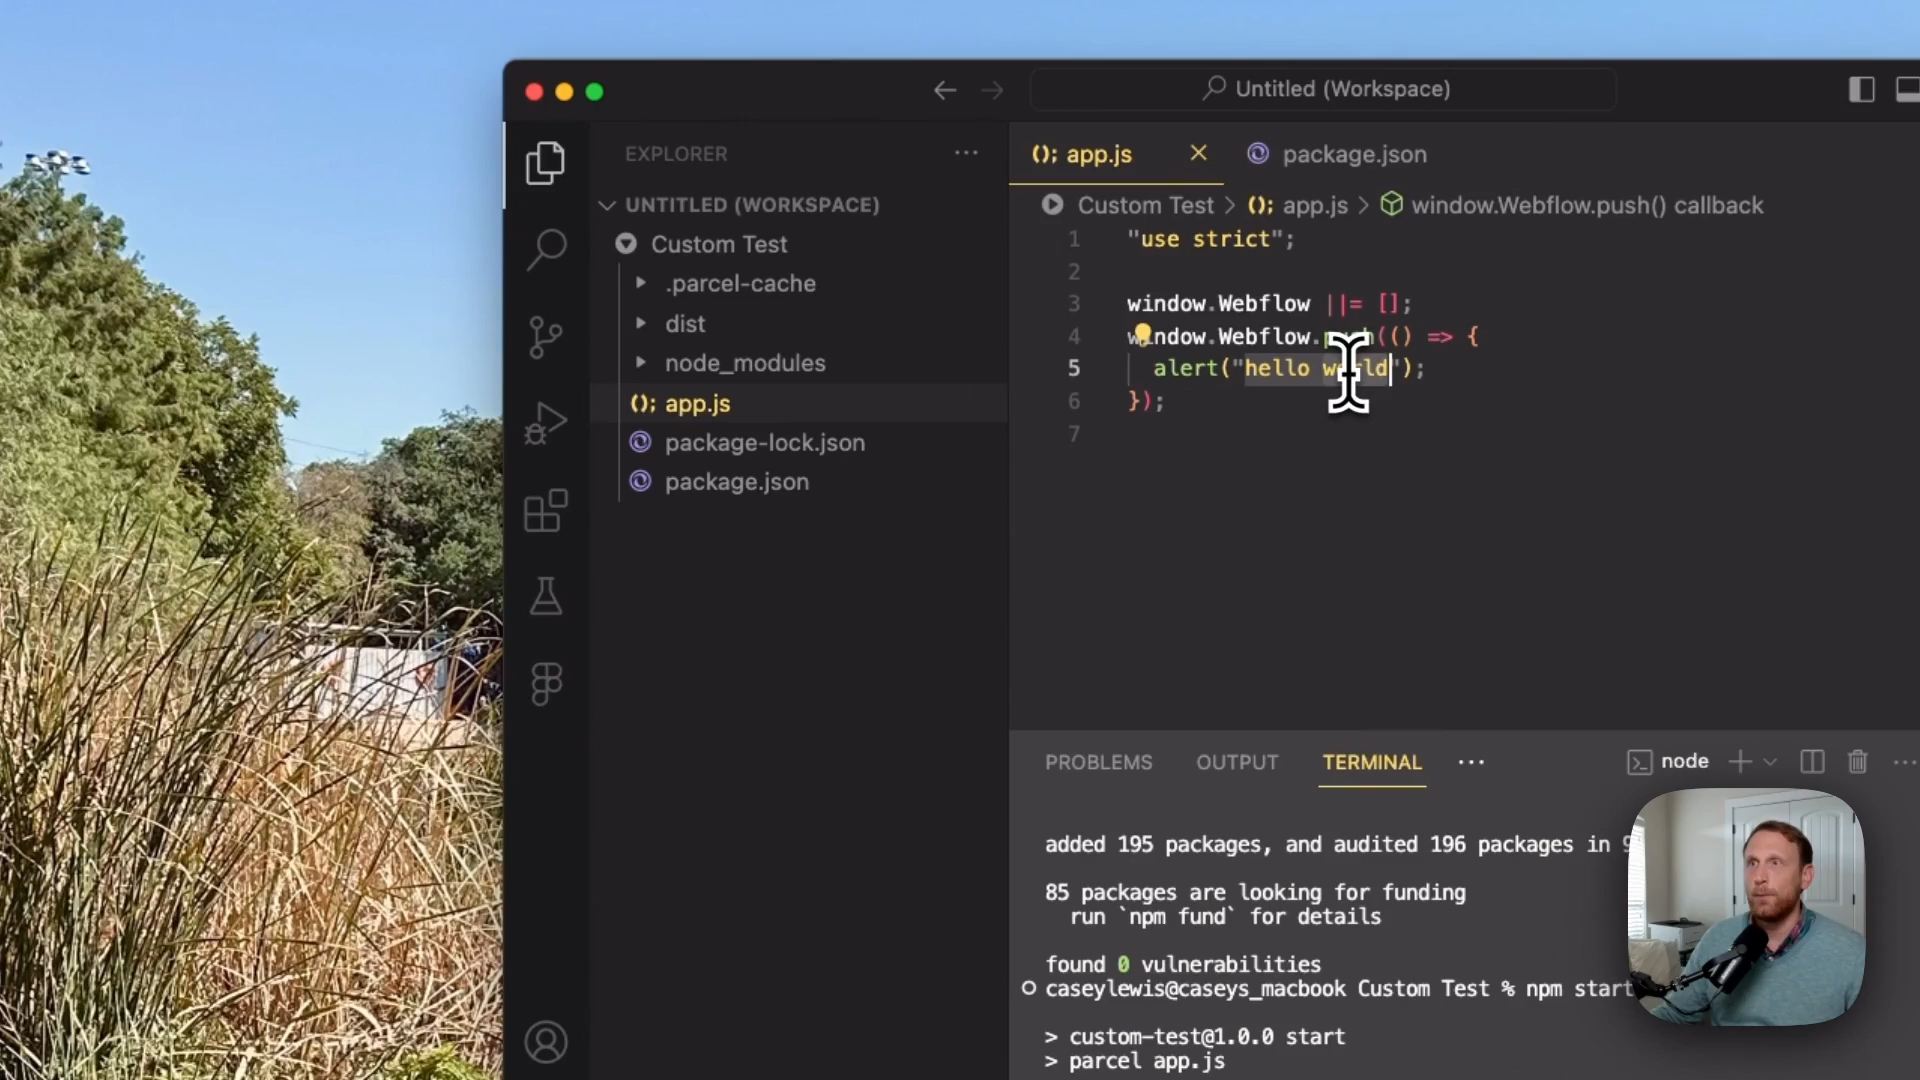 Untitled (Workspace)
EXPLORER
UNTITLED (WORKSPACE)
Custom Test
.parcel-cache
dist
node_modules
app.js
package-lock.json
package.json
app.js
package.json
Custom Test > app.js > window.Webflow.push() callback
1 "use strict";
2
3 window.Webflow ||= [];
4 window.Webflow.push(() => {
5 alert("hello world");
6 });
7
PROBLEMS OUTPUT TERMINAL
node
added 195 packages, and audited 196 packages in
85 packages are looking for funding
run `npm fund` for details
found 0 vulnerabilities
caseylewis@caseys_macbook Custom Test % npm start
> custom-test@1.0.0 start
> parcel app.js